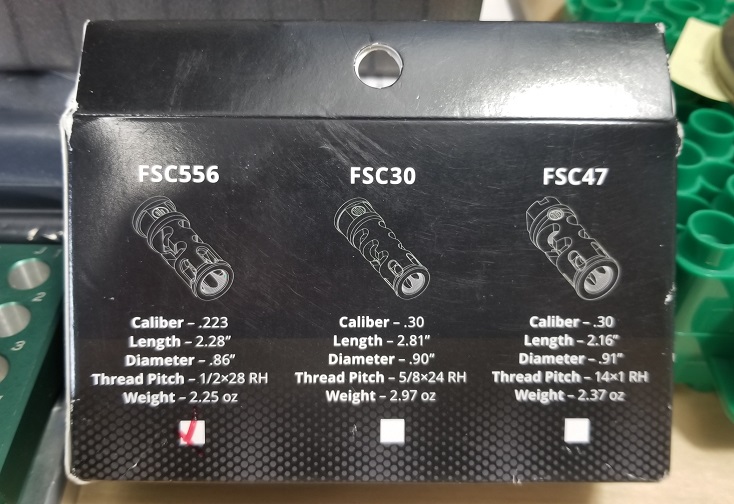 FSC556
Caliber – .223
Length – 2.28”
Diameter – .86”
Thread Pitch – 1/2×28 RH
Weight – 2.25 oz
FSC30
Caliber – .30
Length – 2.81”
Diameter – .90”
Thread Pitch – 5/8×24 RH
Weight – 2.97 oz
FSC47
Caliber – .30
Length – 2.16”
Diameter – .91”
Thread Pitch – 14×1 RH
Weight – 2.37 oz
2
3